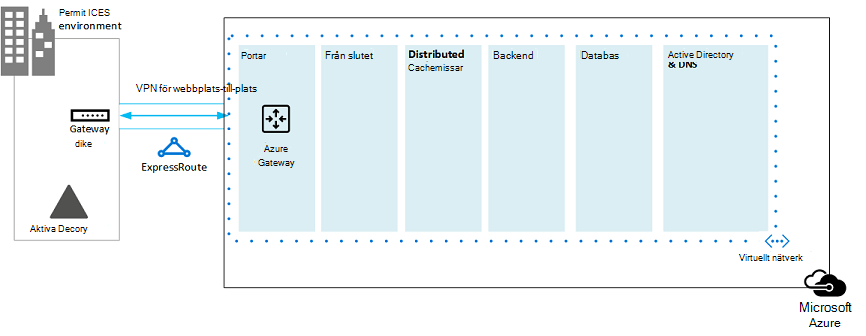 Permit ICES
environment
Portar
Från slutet
Distributed
Cachemissar
Backend
Databas
Active Directory
& DNS
VPN för webbplats-till-plats
Gateway
dike
ExpressRoute
Azure
Gateway
Aktiva Decory
Virtuellt nätverk
Microsoft
Azure